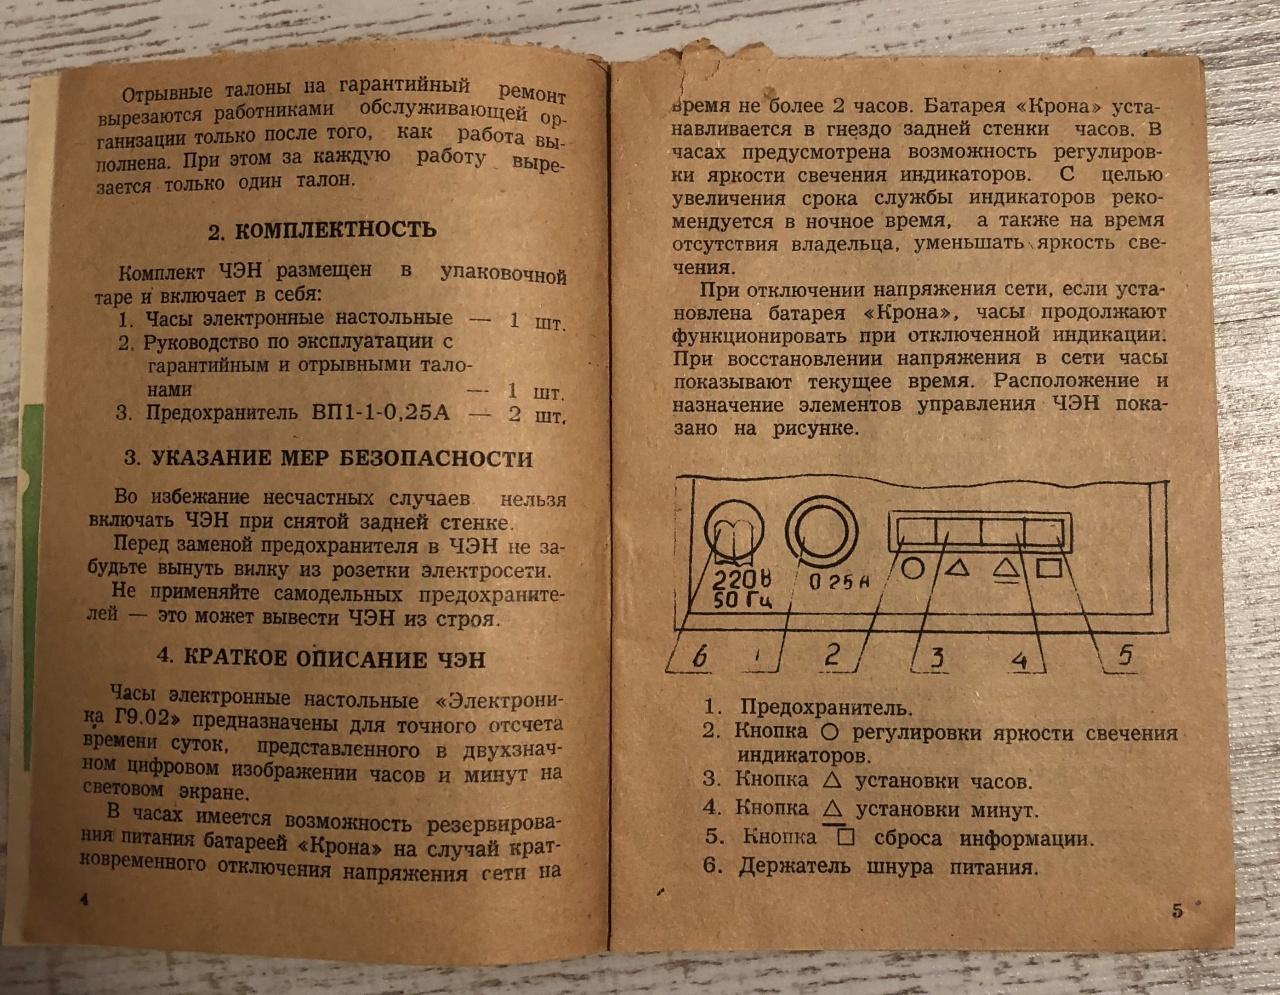 Отрывные талоны на гарантийный ремонт
вырезаются работниками обслуживающей ор-
ганизации только после того, как работа вы-
полнена. При этом за каждую работу выре-
зается только один талон.
2. КОМПЛЕКТНОСТЬ
Комплект ЧЭН размещен в упаковочной
таре и включает в себя:
1. Часы электронные настольные — 1 шт.
2. Руководство по эксплуатации с
гарантийным и отрывными тало-
нами — 1 шт.
3. Предохранитель ВП1-1-0,25А — 2 шт.
3. УКАЗАНИЕ МЕР БЕЗОПАСНОСТИ
Во избежание несчастных случаев нельзя
включать ЧЭН при снятой задней стенке.
Перед заменой предохранителя в ЧЭН не за-
будьте вынуть вилку из розетки электросети.
Не применяйте самодельных предохраните-
лей — это может вывести ЧЭН из строя.
4. КРАТКОЕ ОПИСАНИЕ ЧЭН
Часы электронные настольные «Электрони-
ка Г9.02» предназначены для точного отсчета
времени суток, представленного в двухзнач-
ном цифровом изображении часов и минут на
световом экране.
В часах имеется возможность резервирова-
ния питания батареей «Крона» на случай крат-
ковременного отключения напряжения сети на
4
время не более 2 часов. Батарея «Крона» уста-
навливается в гнездо задней стенки часов. В
часах предусмотрена возможность регулиров-
ки яркости свечения индикаторов. С целью
увеличения срока службы индикаторов реко-
мендуется в ночное время, а также на время
отсутствия владельца, уменьшать яркость све-
чения.
При отключении напряжения сети, если уста-
новлена батарея «Крона», часы продолжают
функционировать при отключенной индикации.
При восстановлении напряжения в сети часы
показывают текущее время. Расположение и
назначение элементов управления ЧЭН пока-
зано на рисунке.
220В
50 Гц
0 25А
6 1 2 3 4 5
1. Предохранитель.
2. Кнопка ○ регулировки яркости свечения
индикаторов.
3. Кнопка △ установки часов.
4. Кнопка △ установки минут.
5. Кнопка □ сброса информации.
6. Держатель шнура питания.
5